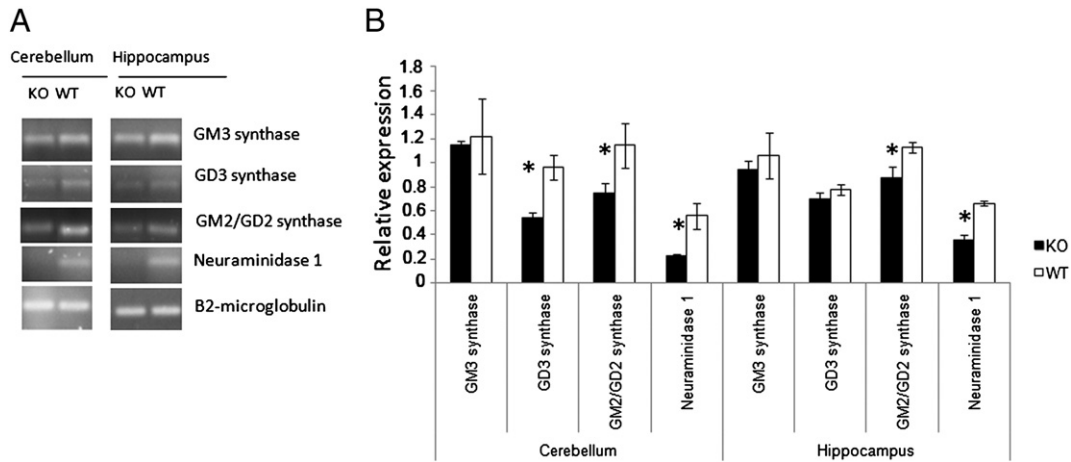 A
Cerebellum Hippocampus
KO WT KO WT
GM3 synthase
GD3 synthase
GM2/GD2 synthase
Neuraminidase 1
B2-microglobulin
B
Relative expression
1.8
1.6
1.4
1.2
1
0.8
0.6
0.4
0.2
0
* * * * *
KO
WT
GM3 synthase
GD3 synthase
GM2/GD2 synthase
Neuraminidase 1
GM3 synthase
GD3 synthase
GM2/GD2 synthase
Neuraminidase 1
Cerebellum Hippocampus